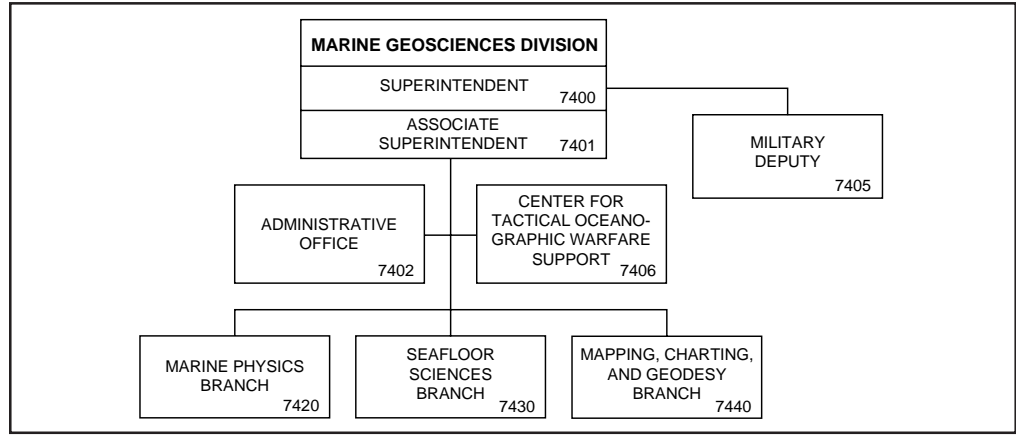 MARINE GEOSCIENCES DIVISION
SUPERINTENDENT
7400
ASSOCIATE
SUPERINTENDENT
7401
MILITARY
DEPUTY
7405
ADMINISTRATIVE
OFFICE
7402
CENTER FOR
TACTICAL OCEANO-
GRAPHIC WARFARE
SUPPORT
7406
MARINE PHYSICS
BRANCH
7420
SEAFLOOR
SCIENCES
BRANCH
7430
MAPPING, CHARTING,
AND GEODESY
BRANCH
7440